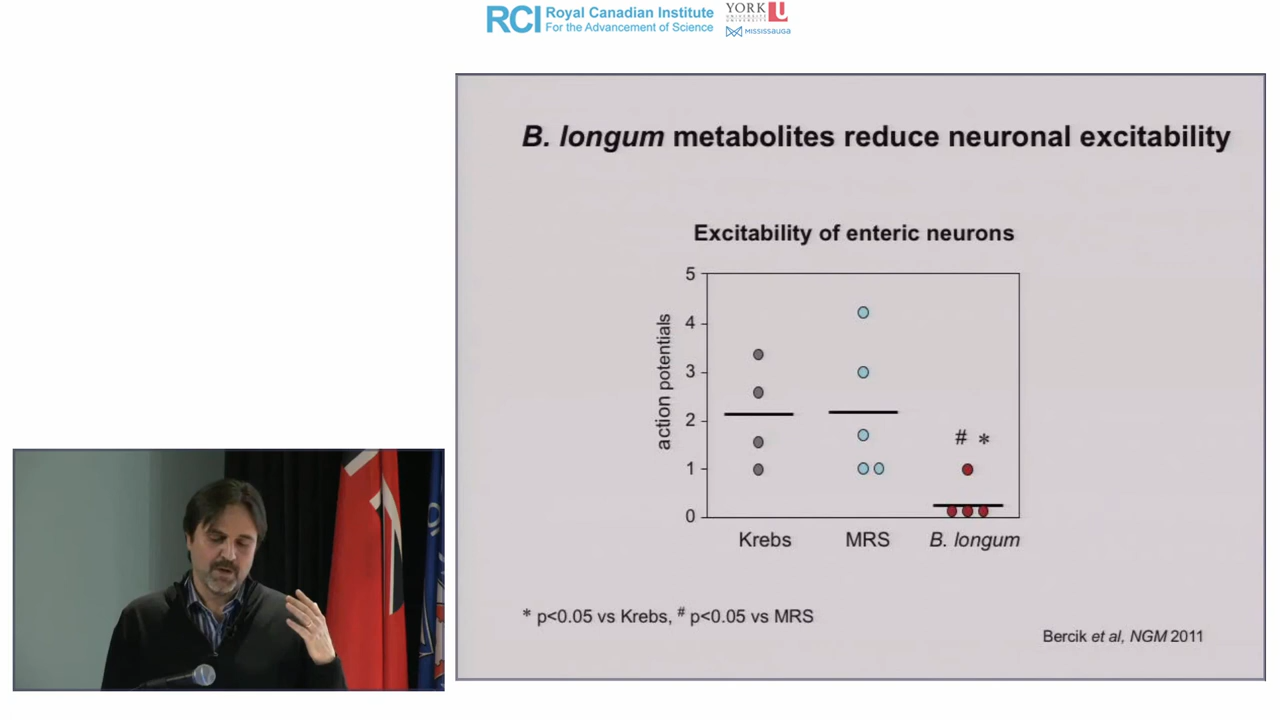 RCI Royal Canadian Institute
For the Advancement of Science
YORK U
UNIVERSITÉ
UNIVERSITY
MISSISSAUGA
B. longum metabolites reduce neuronal excitability
Excitability of enteric neurons
action potentials
5
4
3
2
1
0
# *
Krebs
MRS
B. longum
* p<0.05 vs Krebs, # p<0.05 vs MRS
Bercik et al, NGM 2011